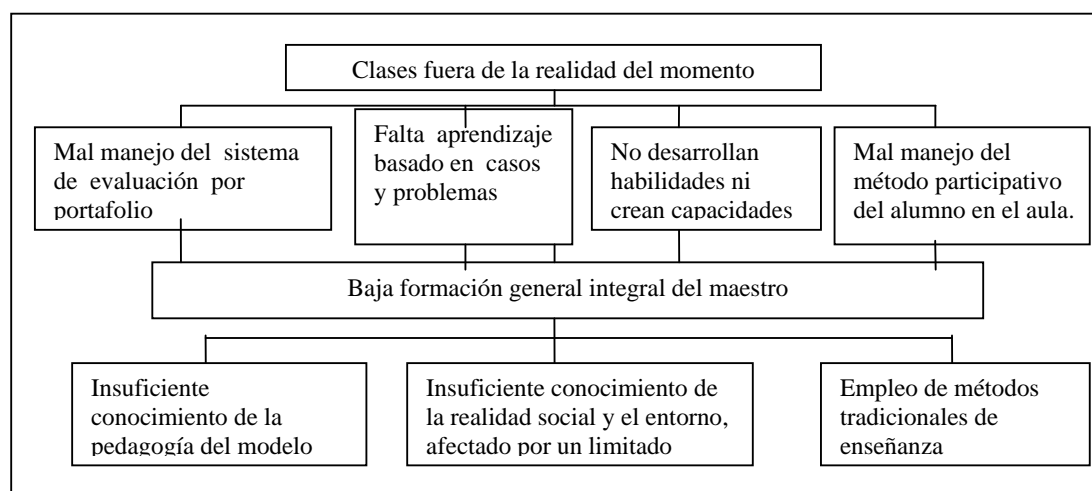 Clases fuera de la realidad del momento
Mal manejo del sistema
de evaluación por
portafolio
Falta aprendizaje
basado en casos
y problemas
No desarrollan
habilidades ni
crean capacidades
Mal manejo del
método participativo
del alumno en el aula.
Baja formación general integral del maestro
Insuficiente
conocimiento de la
pedagogía del modelo
Insuficiente conocimiento de
la realidad social y el entorno,
afectado por un limitado
Empleo de métodos
tradicionales de
enseñanza